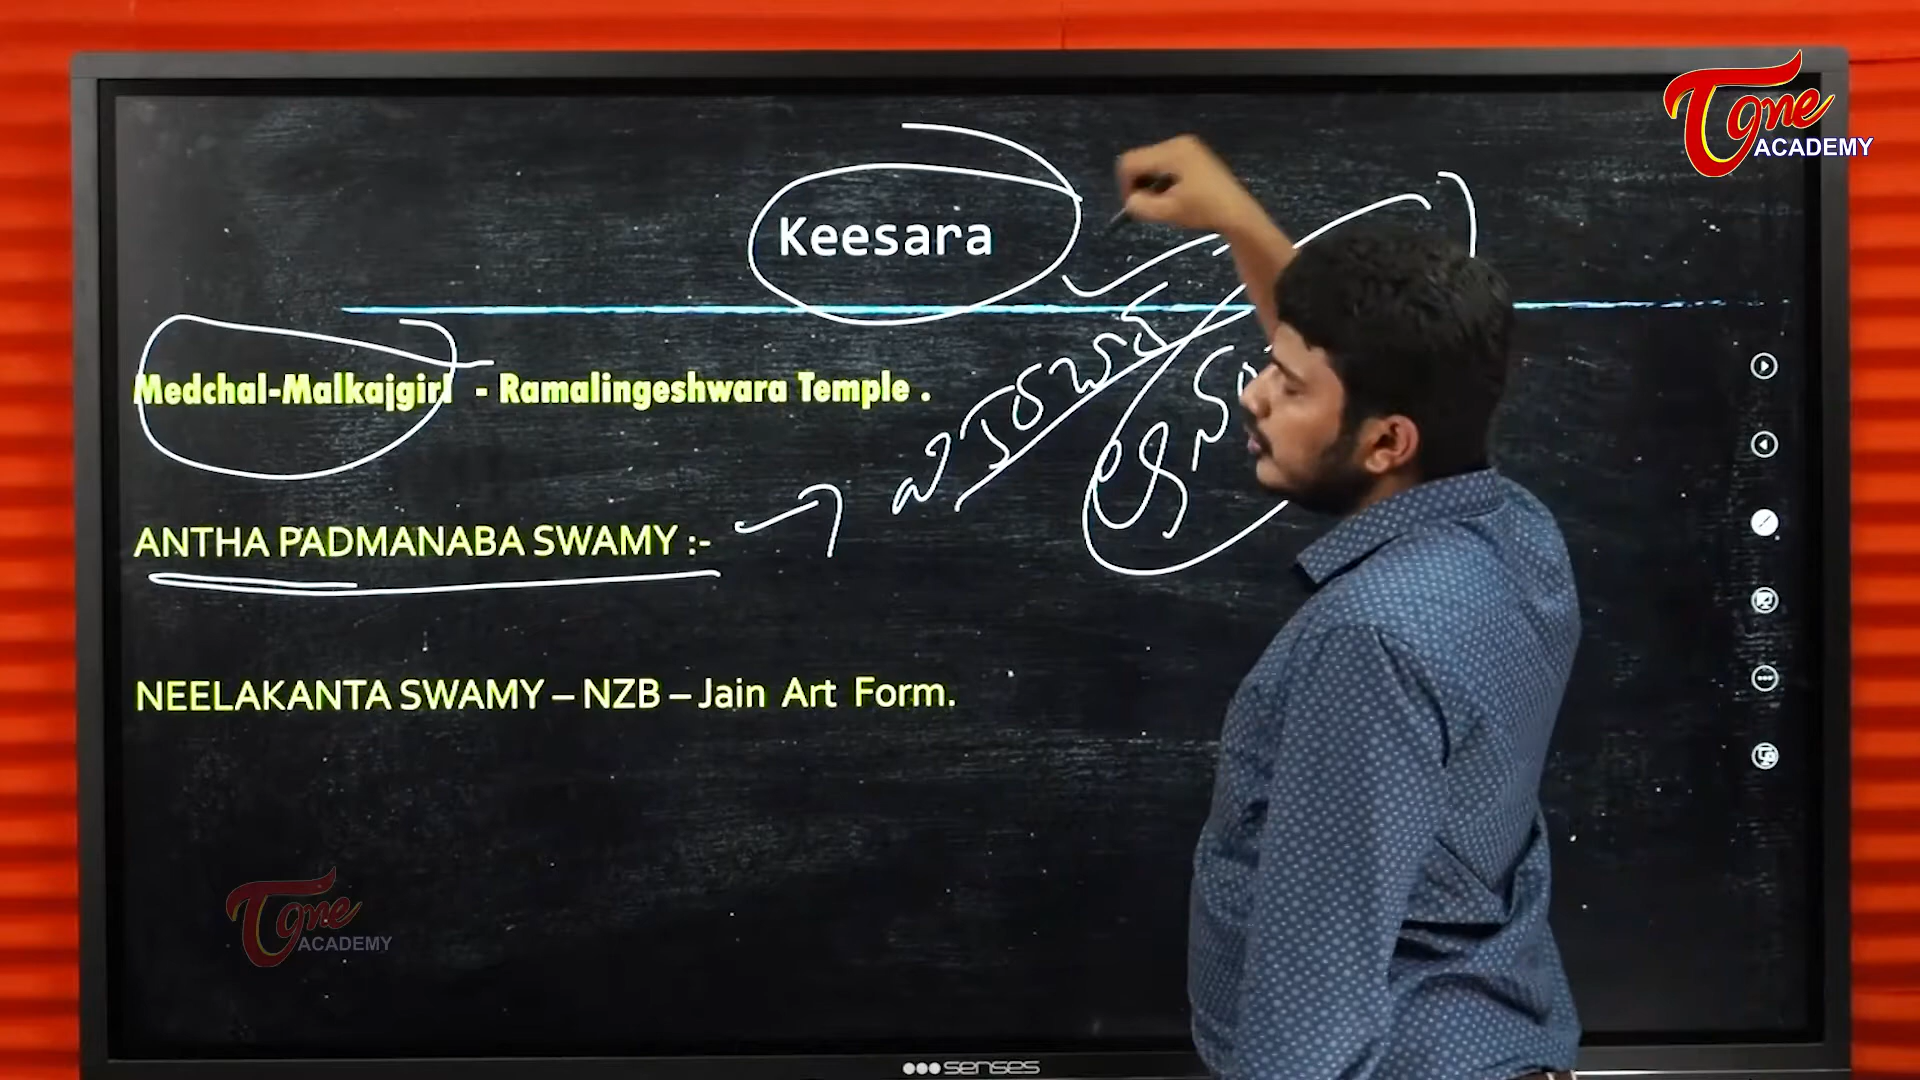 Tone
ACADEMY
Keesara
Medchal-Malkajgiri - Ramalingeshwara Temple .
ANTHA PADMANABA SWAMY :-
NEELAKANTA SWAMY – NZB – Jain Art Form.
Tone
ACADEMY
senses